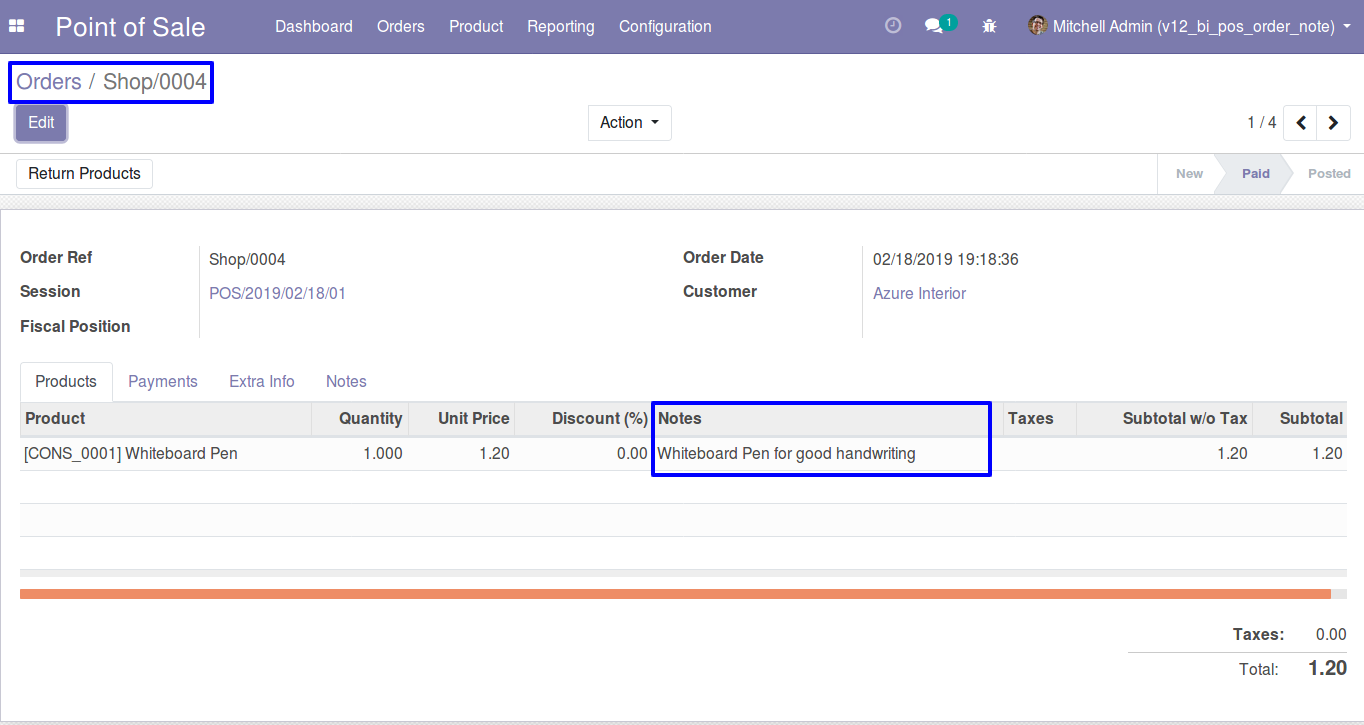 Point of Sale Dashboard Orders Product Reporting Configuration 1 Mitchell Admin (v12_bi_pos_order_note)
Orders / Shop/0004
Edit Action 1 / 4
Return Products New Paid Posted
Order Ref Shop/0004 Order Date 02/18/2019 19:18:36
Session POS/2019/02/18/01 Customer Azure Interior
Fiscal Position
Products Payments Extra Info Notes
Product Quantity Unit Price Discount (%) Notes Taxes Subtotal w/o Tax Subtotal
[CONS_0001] Whiteboard Pen 1.000 1.20 0.00 Whiteboard Pen for good handwriting 1.20 1.20
Taxes: 0.00
Total: 1.20